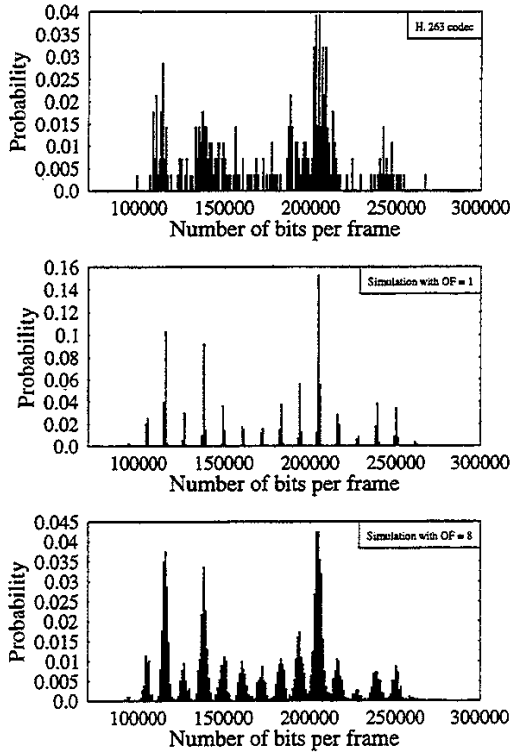 0.04
H. 263 codec
0.035
0.03
0.025
0.02
0.015
0.01
0.005
0.0
Probability
100000 150000 200000 250000 300000
Number of bits per frame
0.16
Simulation with OF = 1
0.14
0.12
0.1
0.08
0.06
0.04
0.02
0.0
Probability
100000 150000 200000 250000 300000
Number of bits per frame
0.045
Simulation with OF = 8
0.04
0.035
0.03
0.025
0.02
0.015
0.01
0.005
0.0
Probability
100000 150000 200000 250000 300000
Number of bits per frame